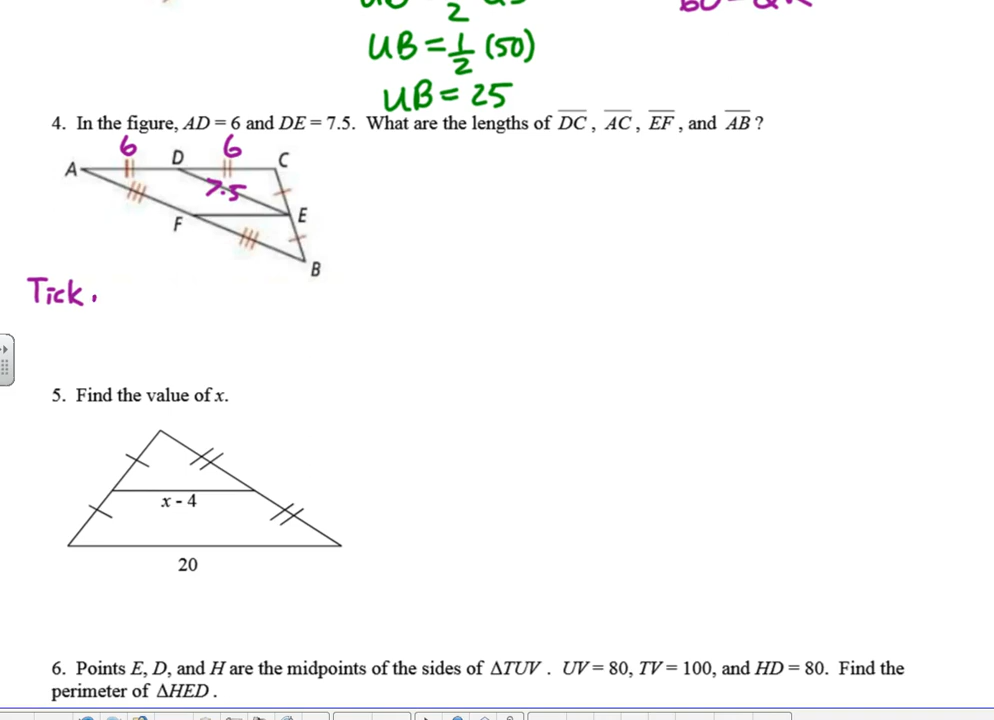 2
UB = 1/2 (50)
UB = 25
4. In the figure, AD = 6 and DE = 7.5. What are the lengths of DC, AC, EF, and AB?
6 6
A D C
7.5
F E
B
Tick.
5. Find the value of x.
x - 4
20
6. Points E, D, and H are the midpoints of the sides of ΔTUV. UV = 80, TV = 100, and HD = 80. Find the
perimeter of ΔHED.